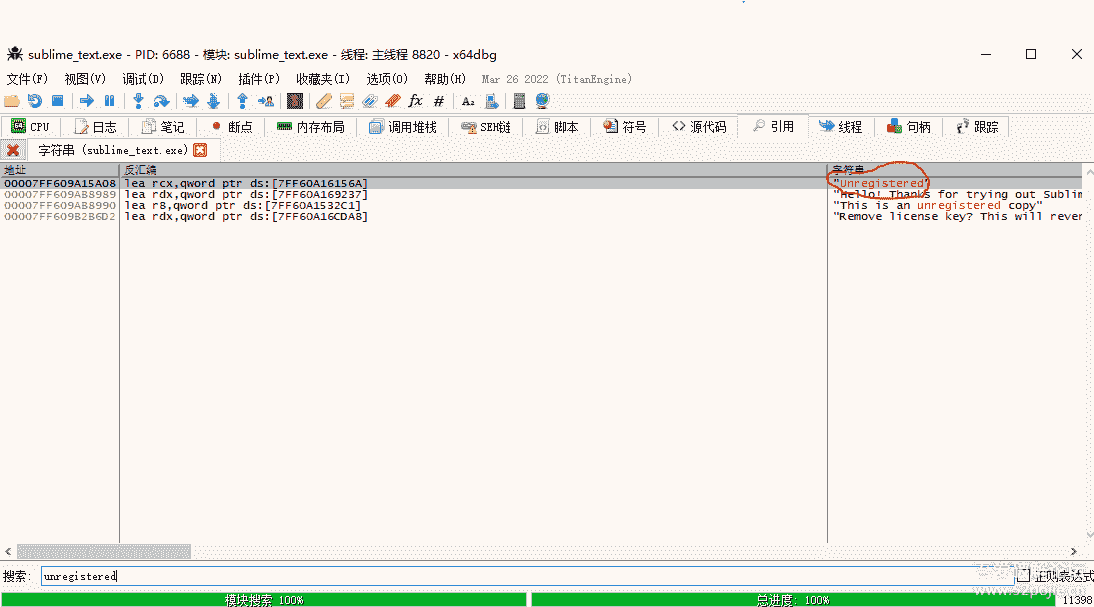 sublime_text.exe - PID: 6688 - 模块: sublime_text.exe - 线程: 主线程 8820 - x64dbg
文件(F) 视图(V) 调试(D) 跟踪(N) 插件(P) 收藏夹(I) 选项(O) 帮助(H) Mar 26 2022 (TitanEngine)
CPU 日志 笔记 断点 内存布局 调用堆栈 SEH链 脚本 符号 源代码 引用 线程 句柄 跟踪
字符串 (sublime_text.exe)
地址 反汇编 字符串
00007FF609A15A08 lea rcx,qword ptr ds:[7FF60A16156A] "Unregistered"
00007FF609AB8989 lea rdx,qword ptr ds:[7FF60A169237] "Hello! Thanks for trying out Sublim
00007FF609AB8990 lea r8,qword ptr ds:[7FF60A1532C1] "This is an unregistered copy"
00007FF609B2B6D2 lea rdx,qword ptr ds:[7FF60A16CDA8] "Remove license key? This will rever
搜索: unregistered 正则表达式
模块搜索 100% 总进度: 100% 11398